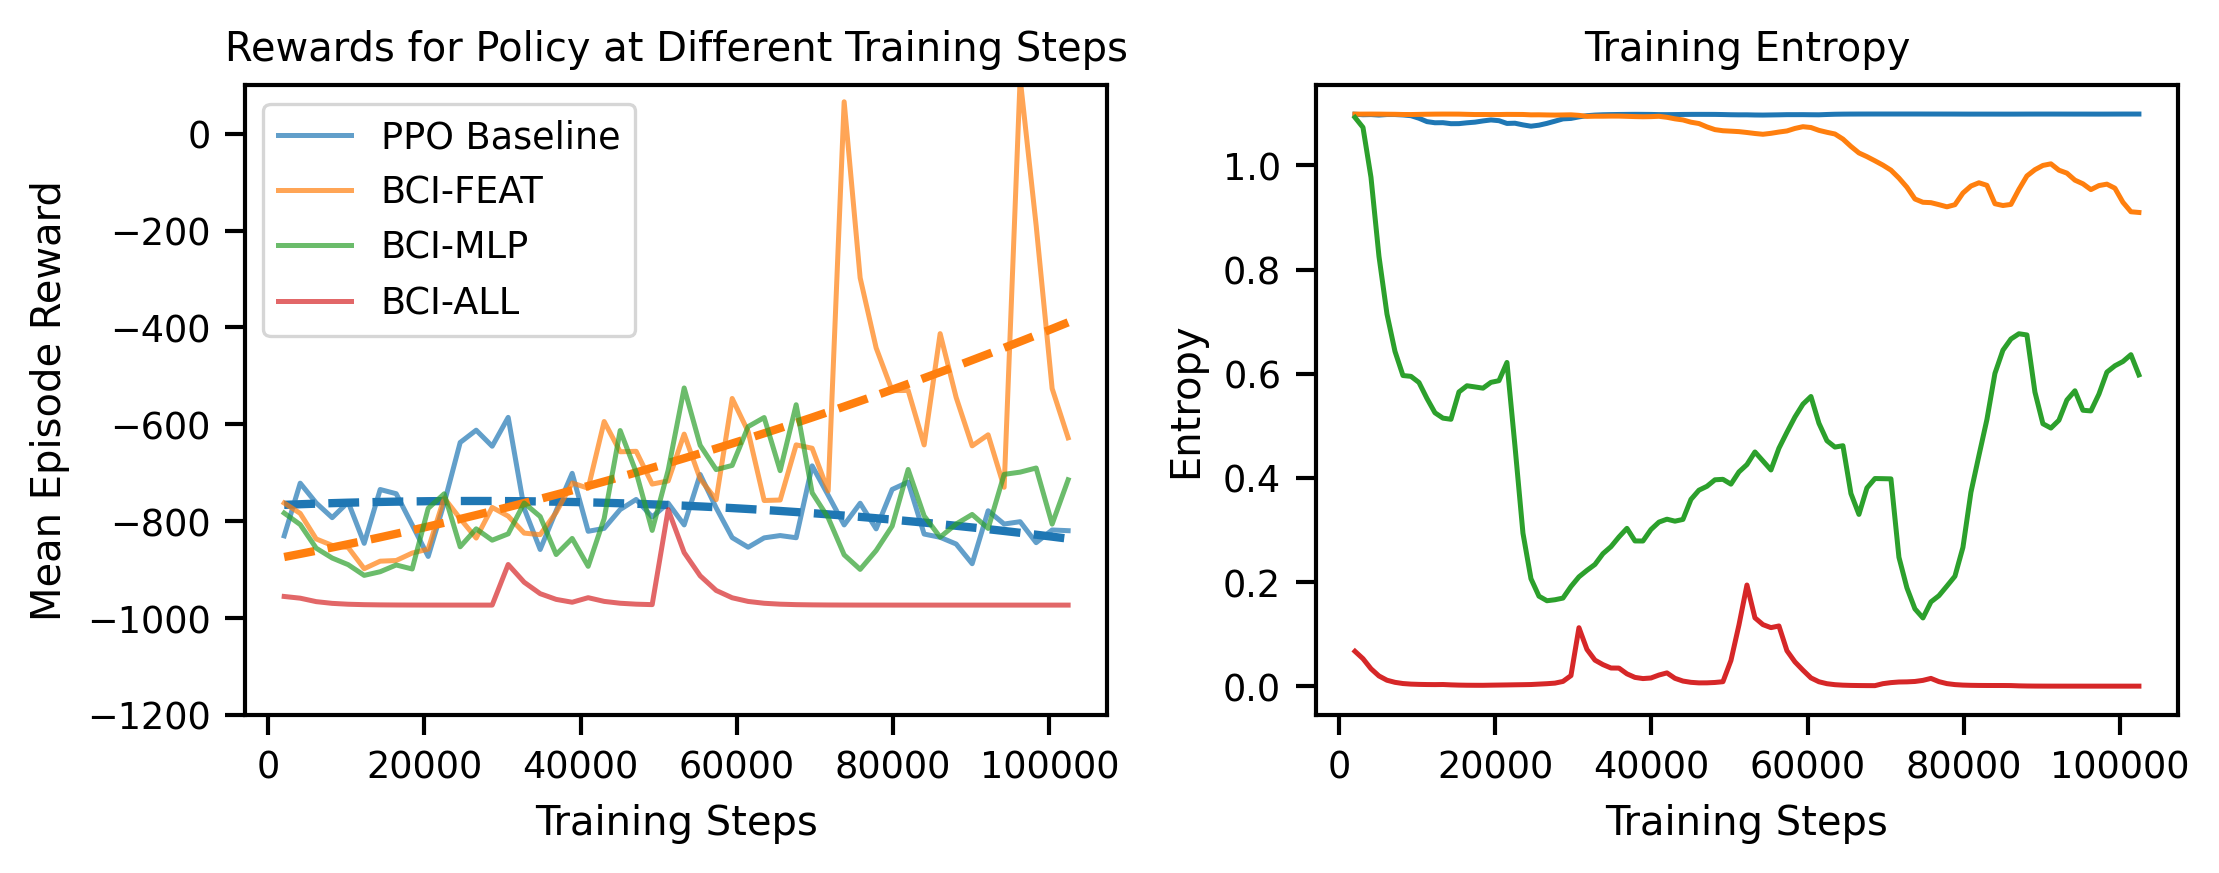 Rewards for Policy at Different Training Steps
Mean Episode Reward
0
−200
−400
−600
−800
−1000
−1200
PPO Baseline
BCI-FEAT
BCI-MLP
BCI-ALL
0 20000 40000 60000 80000 100000
Training Steps
Training Entropy
Entropy
1.0
0.8
0.6
0.4
0.2
0.0
0 20000 40000 60000 80000 100000
Training Steps